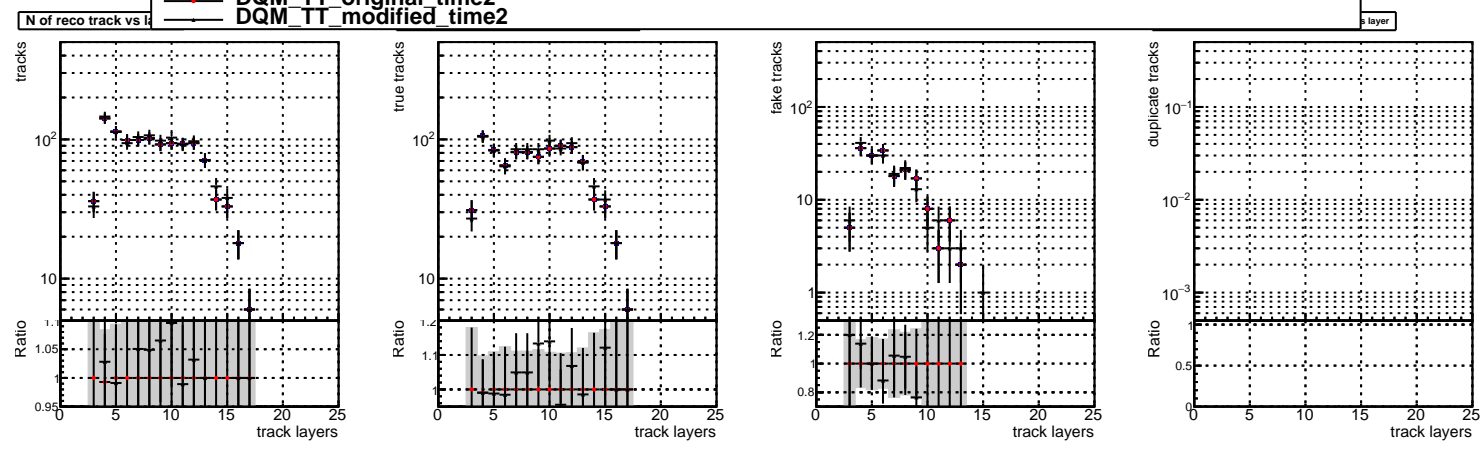 DQM_TT_original_time2
DQM_TT_modified_time2
N of reco track vs la
s layer
tracks
10²
10
Ratio
1.1
1.05
1
0.95
0 5 10 15 20 25
track layers
true tracks
10²
10
Ratio
1.2
1.1
1
0 5 10 15 20 25
track layers
fake tracks
10²
10
1
Ratio
1.2
1
0.8
0 5 10 15 20 25
track layers
duplicate tracks
10⁻¹
10⁻²
10⁻³
Ratio
1
0.5
0
0 5 10 15 20 25
track layers